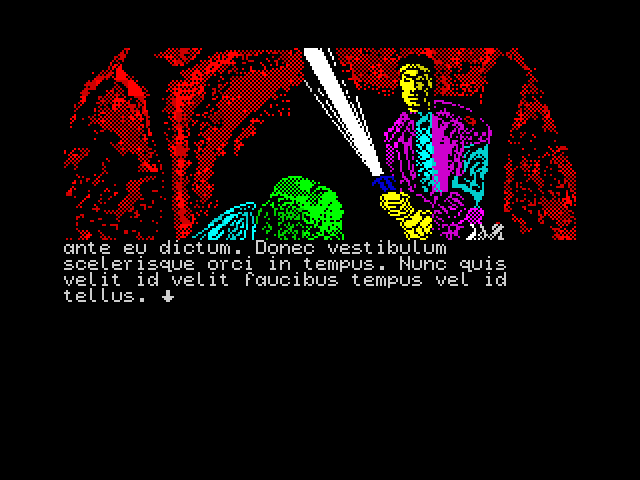 ante eu dictum. Donec vestibulum
scelerisque orci in tempus. Nunc quis
velit id velit faucibus tempus vel id
tellus.